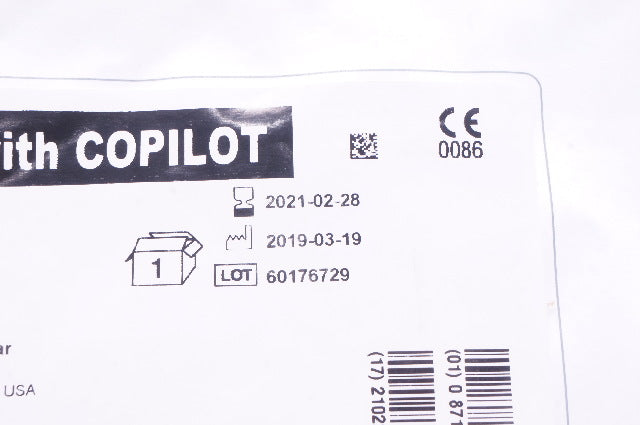 ith COPILOT
CE
0086
2021-02-28
2019-03-19
1
LOT 60176729
ar
USA
(17) 2102
(01) 0 871